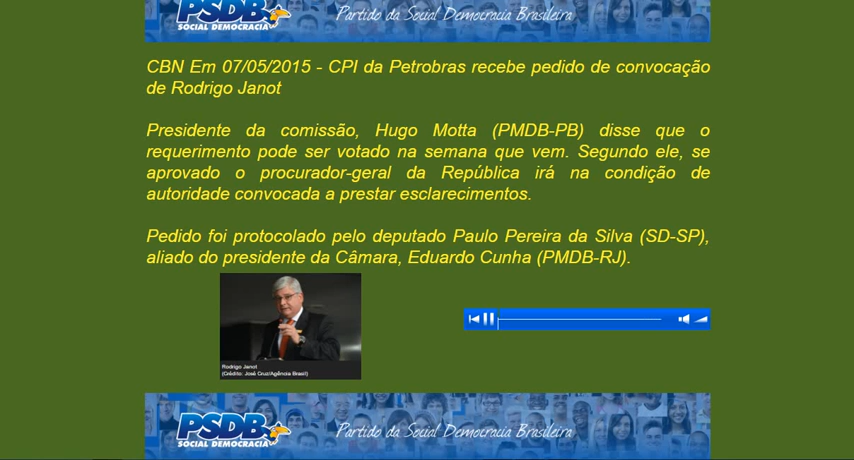 PSDB
SOCIAL DEMOCRACIA
Partido da Social Democracia Brasileira
CBN Em 07/05/2015 - CPI da Petrobras recebe pedido de convocação
de Rodrigo Janot
Presidente da comissão, Hugo Motta (PMDB-PB) disse que o
requerimento pode ser votado na semana que vem. Segundo ele, se
aprovado o procurador-geral da República irá na condição de
autoridade convocada a prestar esclarecimentos.
Pedido foi protocolado pelo deputado Paulo Pereira da Silva (SD-SP),
aliado do presidente da Câmara, Eduardo Cunha (PMDB-RJ).
Rodrigo Janot
(Crédito: José Cruz/Agência Brasil)
PSDB
SOCIAL DEMOCRACIA
Partido da Social Democracia Brasileira